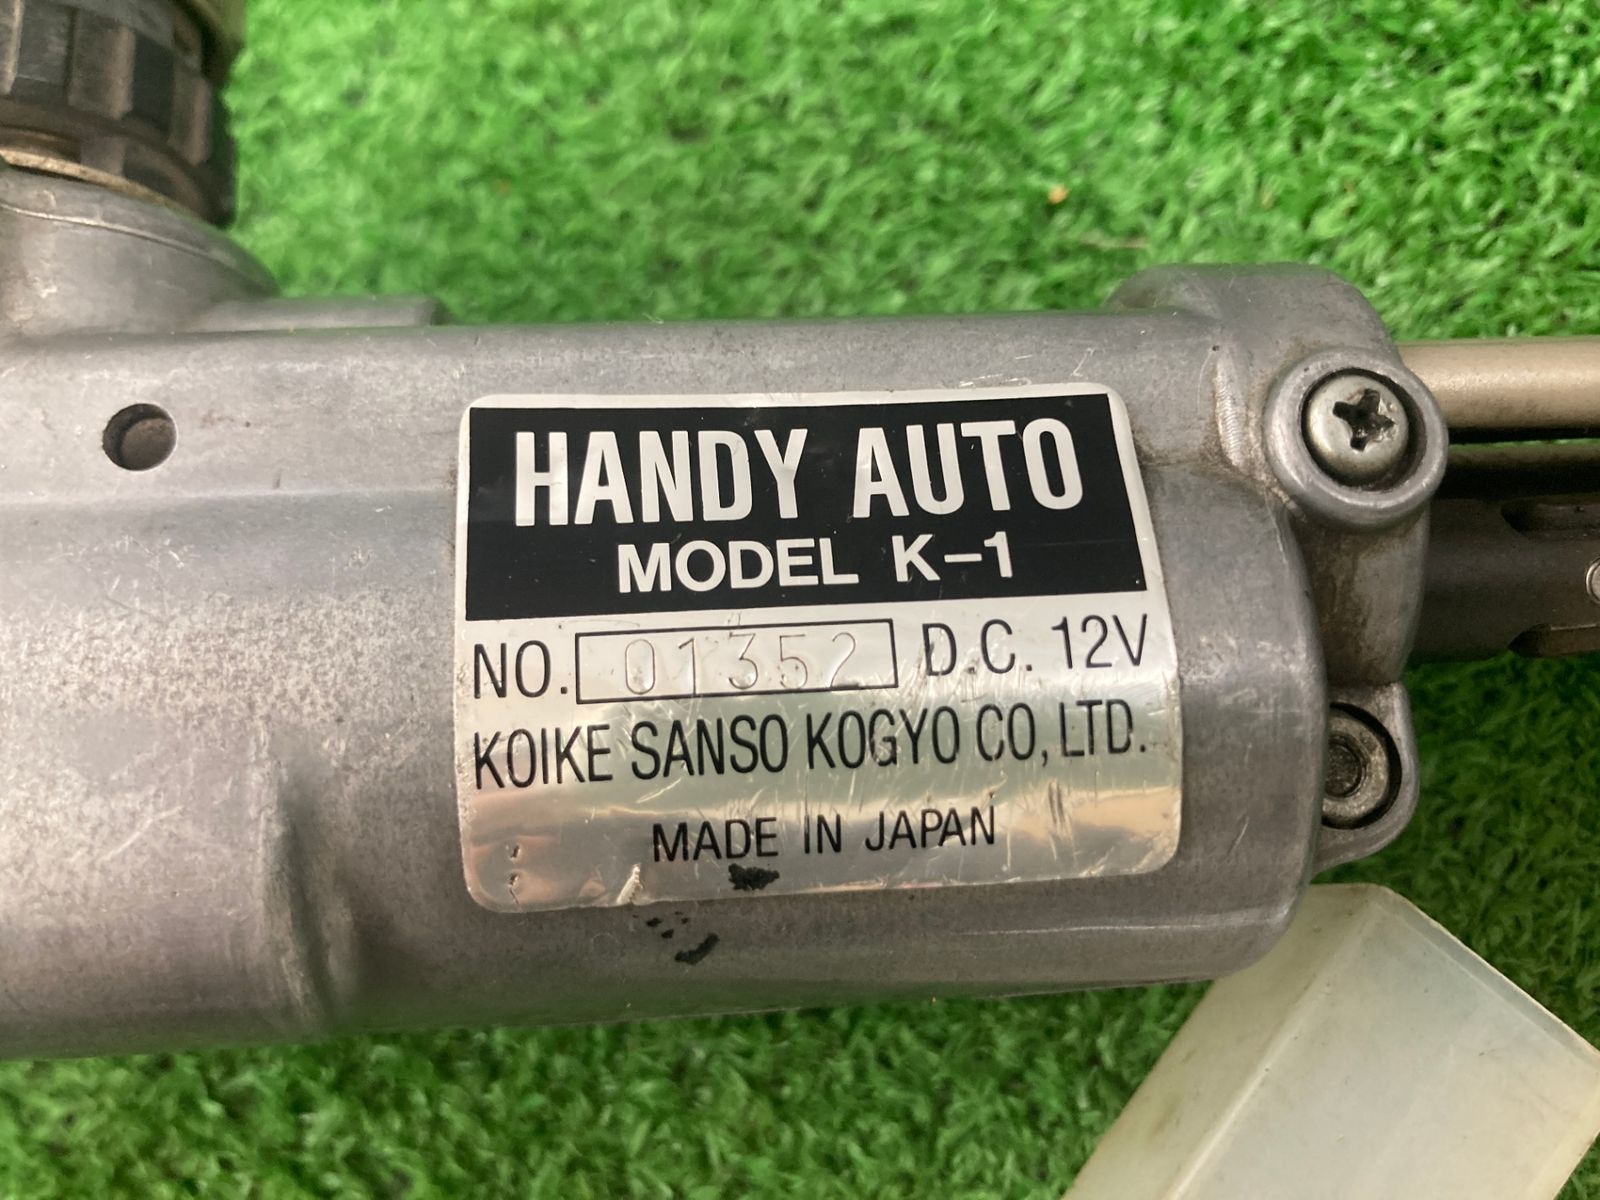 HANDY AUTO
MODEL K-1
NO. 01352 D.C. 12V
KOIKE SANSO KOGYO CO, LTD.
MADE IN JAPAN